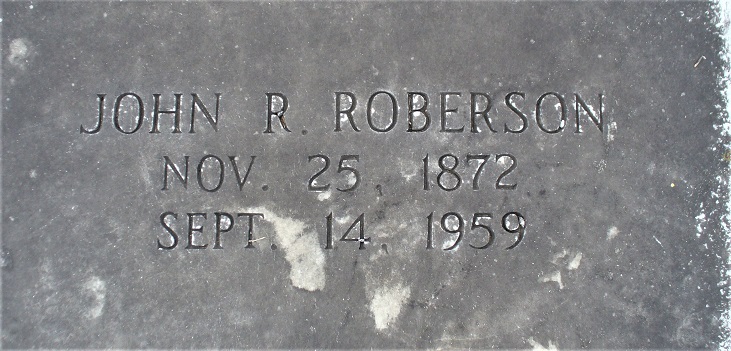 JOHN R. ROBERSON
NOV. 25, 1872
SEPT. 14, 1959